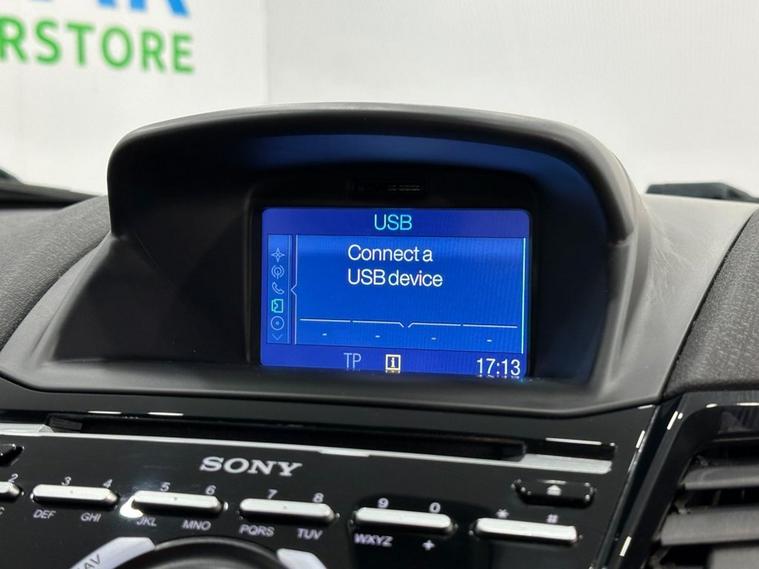 RSTORE
USB
Connect a
USB device
- - - -
TP i 17:13
SONY
2 3 4 5 6 7 8 9 0 * #
C DEF GHI JKL MNO PQRS TUV WXYZ +
AV